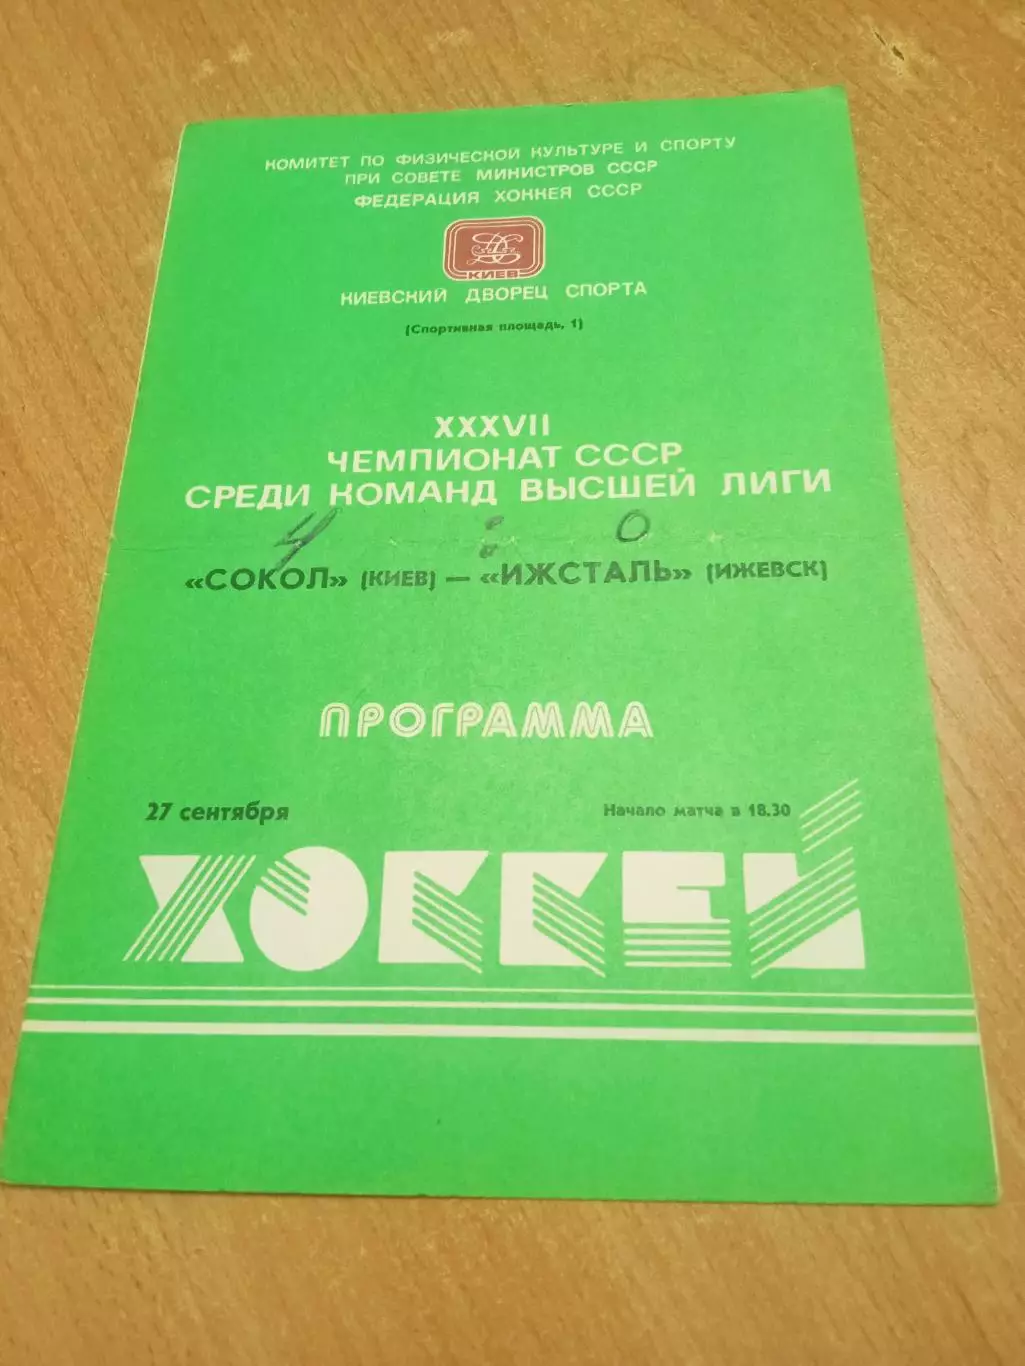 КОМИТЕТ ПО ФИЗИЧЕСКОЙ КУЛЬТУРЕ И СПОРТУ
ПРИ СОВЕТЕ МИНИСТРОВ СССР
ФЕДЕРАЦИЯ ХОККЕЯ СССР
КИЕВ
КИЕВСКИЙ ДВОРЕЦ СПОРТА
(Спортивная площадь, 1)
XXXVII
ЧЕМПИОНАТ СССР
СРЕДИ КОМАНД ВЫСШЕЙ ЛИГИ
4 : 0
«СОКОЛ» (КИЕВ) — «ИЖСТАЛЬ» (ИЖЕВСК)
ПРОГРАММА
27 сентября Начало матча в 18.30
ХОККЕЙ